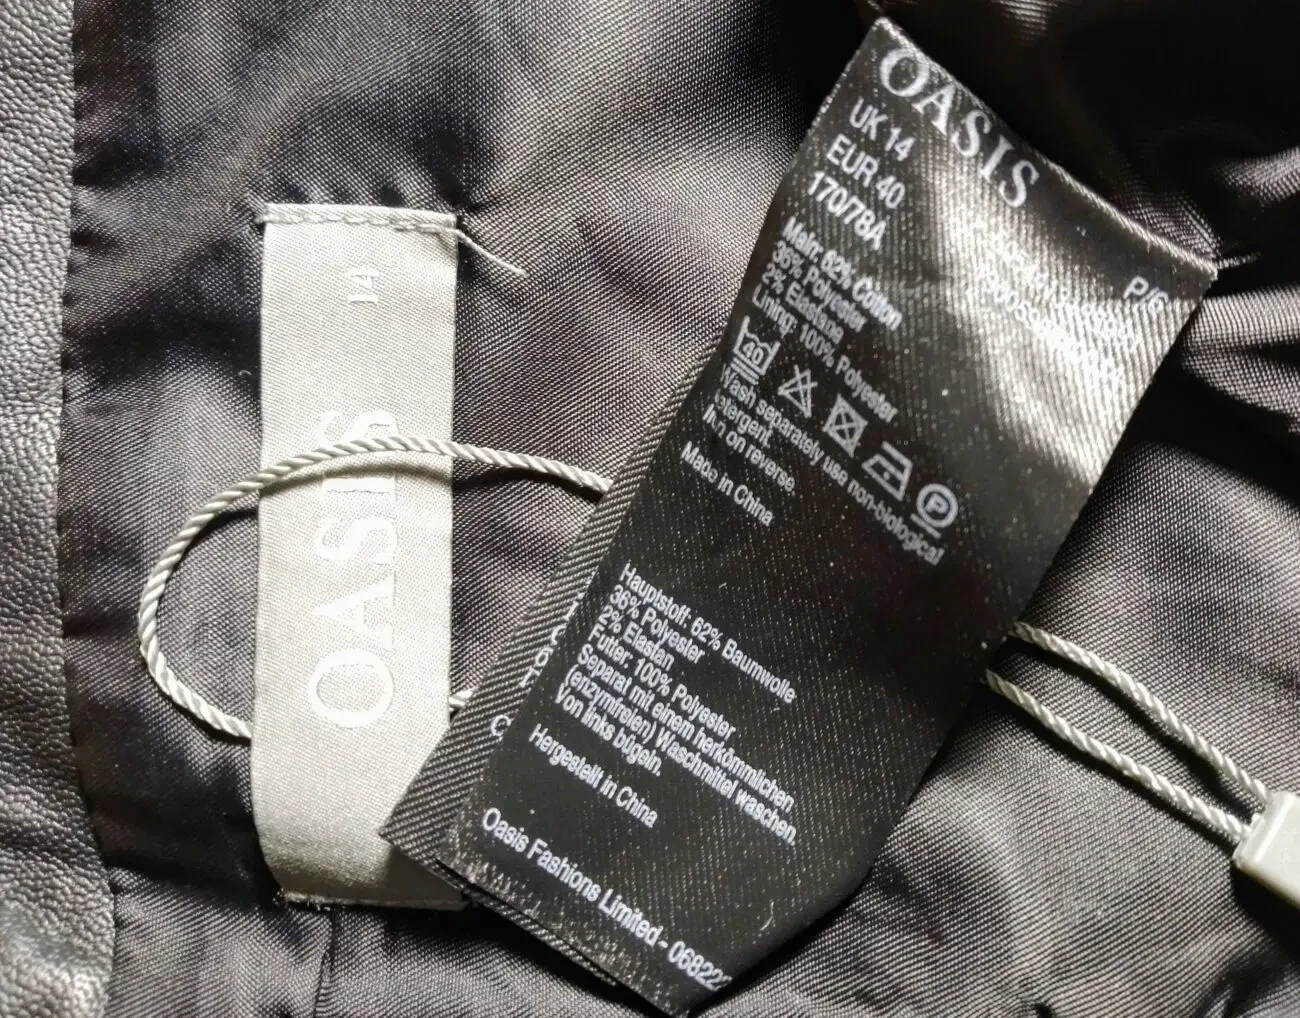 14
OASIS
OASIS
UK 14
EUR 40
170/78A
P/6
Main: 62% Cotton
36% Polyester
2% Elastane
Lining: 100% Polyester
40
P
Wash separately use non-biological
detergent.
Iron on reverse.
Made in China
Hauptstoff: 62% Baumwolle
36% Polyester
2% Elastan
Futter: 100% Polyester
Separat mit einem herkömmlichen
(enzymfreien) Waschmittel waschen.
Von links bügeln.
Hergestellt in China
Oasis Fashions Limited - 068222